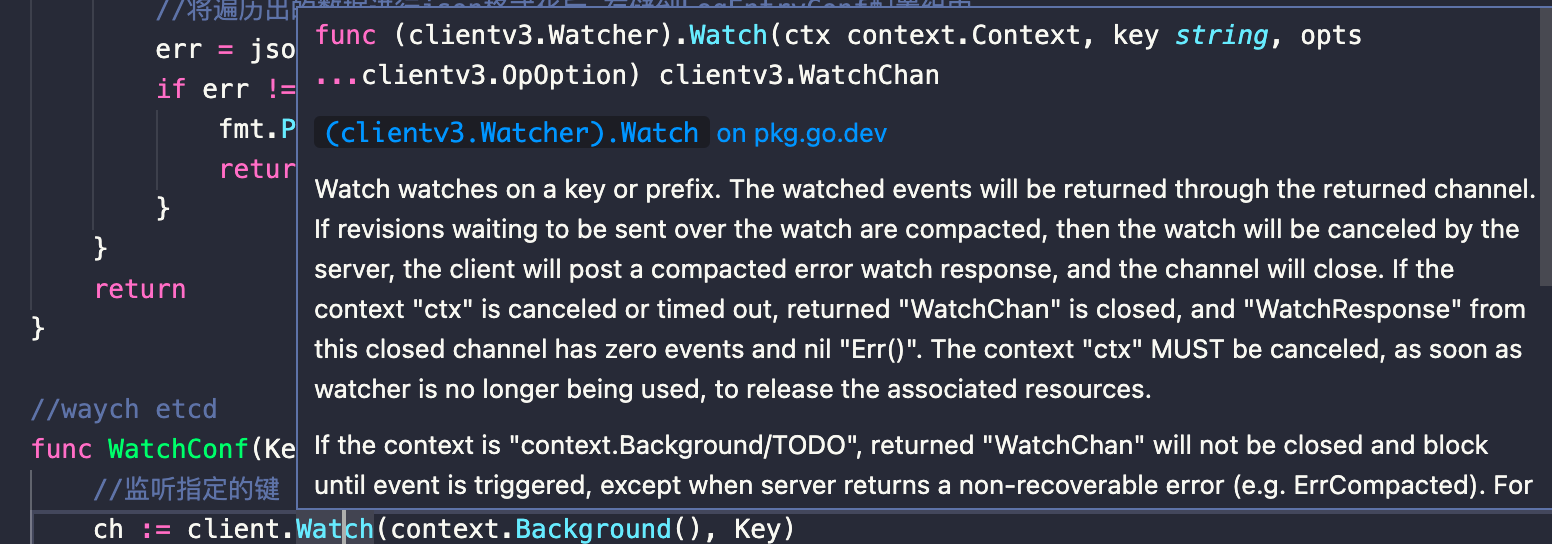 //将遍历出的
err = jso
if err !=
fmt.P
retur
}
}
return
}
//waych etcd
func WatchConf(Ke
//监听指定的键
func (clientv3.Watcher).Watch(ctx context.Context, key string, opts
...clientv3.OpOption) clientv3.WatchChan
(clientv3.Watcher).Watch on pkg.go.dev
Watch watches on a key or prefix. The watched events will be returned through the returned channel.
If revisions waiting to be sent over the watch are compacted, then the watch will be canceled by the
server, the client will post a compacted error watch response, and the channel will close. If the
context "ctx" is canceled or timed out, returned "WatchChan" is closed, and "WatchResponse" from
this closed channel has zero events and nil "Err()". The context "ctx" MUST be canceled, as soon as
watcher is no longer being used, to release the associated resources.
If the context is "context.Background/TODO", returned "WatchChan" will not be closed and block
until event is triggered, except when server returns a non-recoverable error (e.g. ErrCompacted). For
ch := client.Watch(context.Background(), Key)